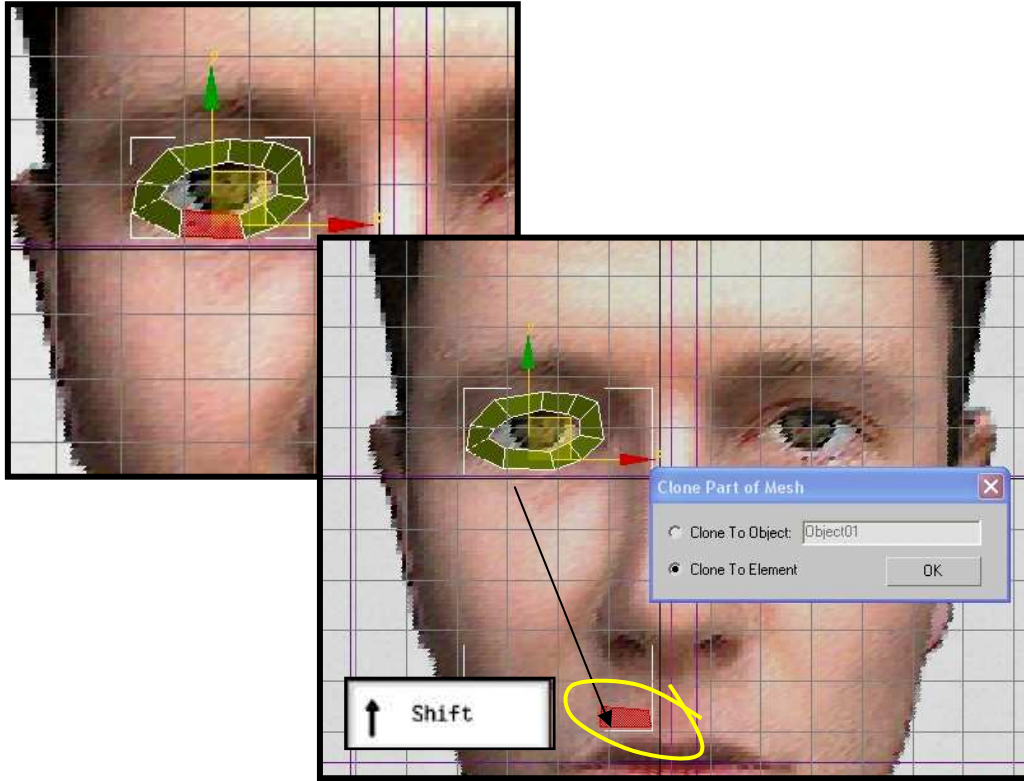 Clone Part of Mesh
Clone To Object: Object01
Clone To Element
OK
Shift